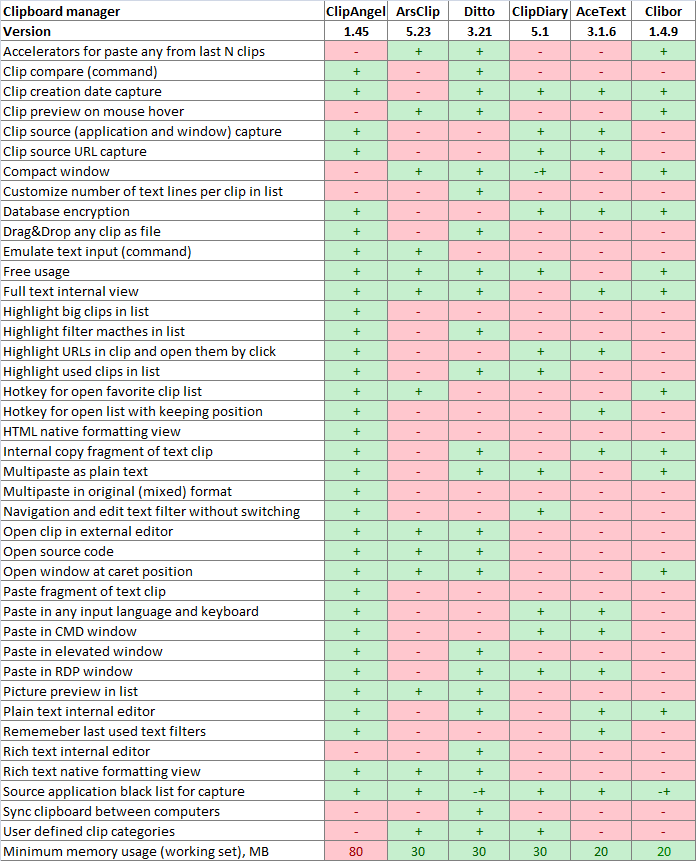 Clipboard manager ClipAngel ArsClip Ditto ClipDiary AceText Clibor
Version 1.45 5.23 3.21 5.1 3.1.6 1.4.9
Accelerators for paste any from last N clips - + + - - +
Clip compare (command) + - + - - -
Clip creation date capture + - + + + +
Clip preview on mouse hover - + + - - +
Clip source (application and window) capture + - - + + -
Clip source URL capture + - - + + -
Compact window - + + -+ - +
Customize number of text lines per clip in list - - + - - -
Database encryption + - - + + +
Drag&Drop any clip as file + - + - - -
Emulate text input (command) + + - - - -
Free usage + + + + - +
Full text internal view + + + - + +
Highlight big clips in list + - - - - -
Highlight filter macthes in list + - + - - -
Highlight URLs in clip and open them by click + - - + + -
Highlight used clips in list + - + + - -
Hotkey for open favorite clip list + + - - - +
Hotkey for open list with keeping position + - - - + -
HTML native formatting view + - - - - -
Internal copy fragment of text clip + - + - + +
Multipaste as plain text + - + + - +
Multipaste in original (mixed) format + - - - - -
Navigation and edit text filter without switching + - - + - -
Open clip in external editor + + + - - -
Open source code + + + - - -
Open window at caret position + + + - - +
Paste fragment of text clip + - - - - -
Paste in any input language and keyboard + - - + + -
Paste in CMD window + - - + + -
Paste in elevated window + - + - - -
Paste in RDP window + - + + + -
Picture preview in list + + + - - -
Plain text internal editor + - + - + +
Rememeber last used text filters + - - - + -
Rich text internal editor - - + - - -
Rich text native formatting view + + + - - -
Source application black list for capture + + -+ + + -+
Sync clipboard between computers - - + - - -
User defined clip categories - + + + - -
Minimum memory usage (working set), MB 80 30 30 30 20 20